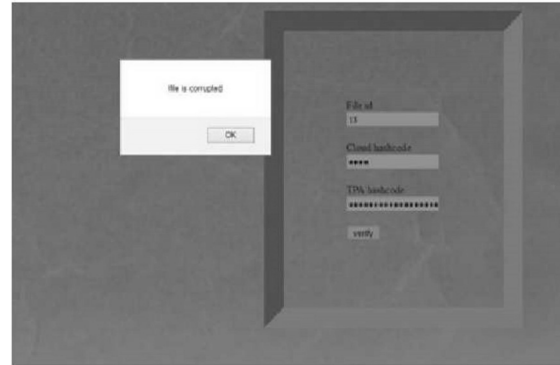 file is corrupted
OK
File id
13
Cloud hashcode
TPA hashcode
verify